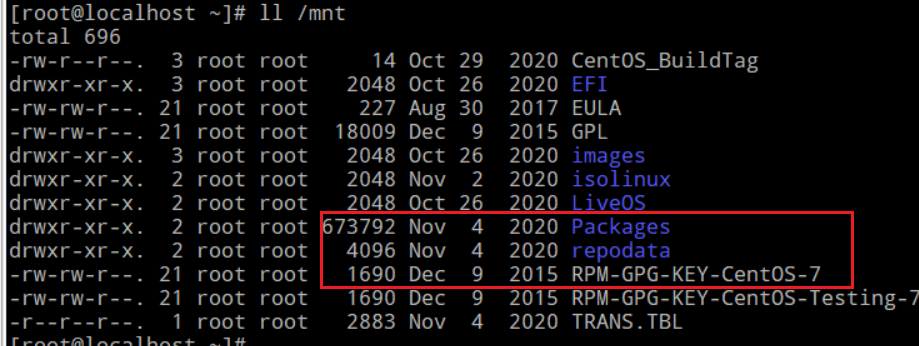 [root@localhost ~]# ll /mnt
total 696
-rw-r--r--. 3 root root 14 Oct 29 2020 CentOS_BuildTag
drwxr-xr-x. 3 root root 2048 Oct 26 2020 EFI
-rw-rw-r--. 21 root root 227 Aug 30 2017 EULA
-rw-rw-r--. 21 root root 18009 Dec 9 2015 GPL
drwxr-xr-x. 3 root root 2048 Oct 26 2020 images
drwxr-xr-x. 2 root root 2048 Nov 2 2020 isolinux
drwxr-xr-x. 2 root root 2048 Oct 26 2020 LiveOS
drwxr-xr-x. 2 root root 673792 Nov 4 2020 Packages
drwxr-xr-x. 2 root root 4096 Nov 4 2020 repodata
-rw-rw-r--. 21 root root 1690 Dec 9 2015 RPM-GPG-KEY-CentOS-7
-rw-rw-r--. 21 root root 1690 Dec 9 2015 RPM-GPG-KEY-CentOS-Testing-7
-r--r--r--. 1 root root 2883 Nov 4 2020 TRANS.TBL
[root@localhost ~]#